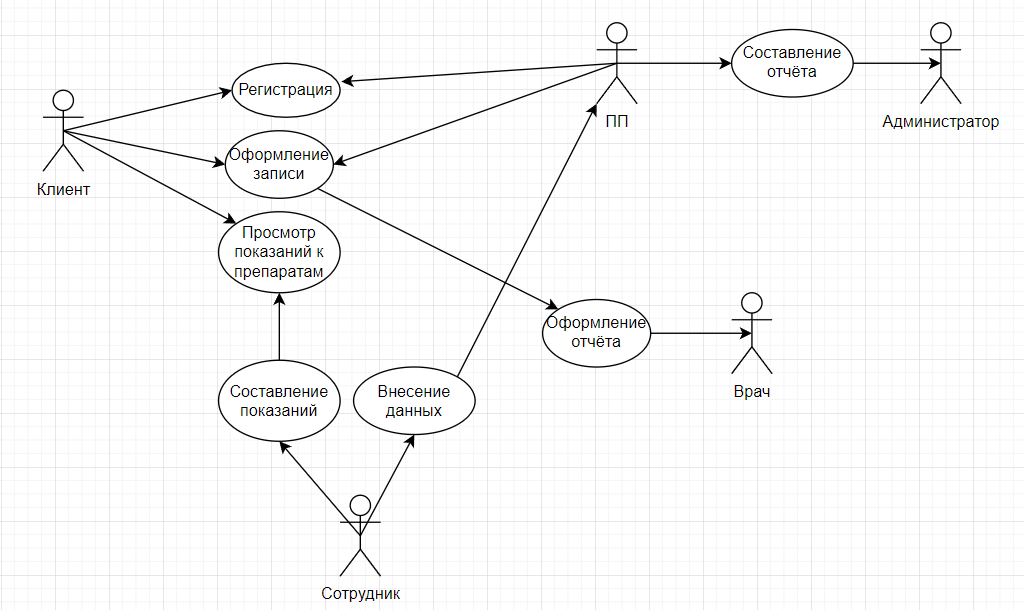 Составление
отчёта
ПП
Администратор
Регистрация
Клиент
Оформление
записи
Просмотр
показаний к
препаратам
Оформление
отчёта
Врач
Составление
показаний
Внесение
данных
Сотрудник